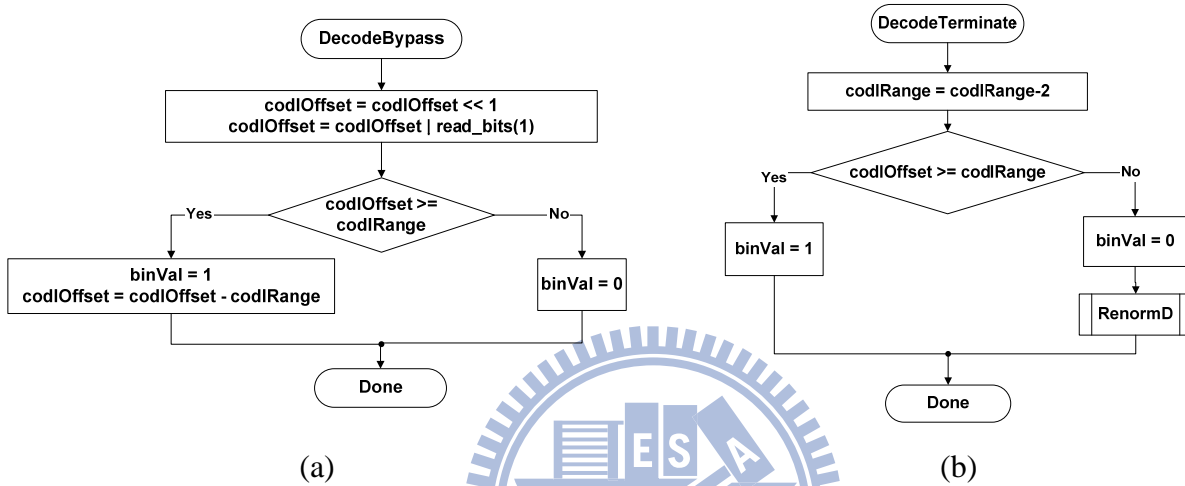 DecodeBypass
codIOffset = codIOffset << 1
codIOffset = codIOffset | read_bits(1)
codIOffset >=
codIRange
Yes
No
binVal = 1
codIOffset = codIOffset - codIRange
binVal = 0
Done
(a)
DecodeTerminate
codIRange = codIRange-2
codIOffset >= codIRange
Yes
No
binVal = 1
binVal = 0
RenormD
Done
(b)
E S A